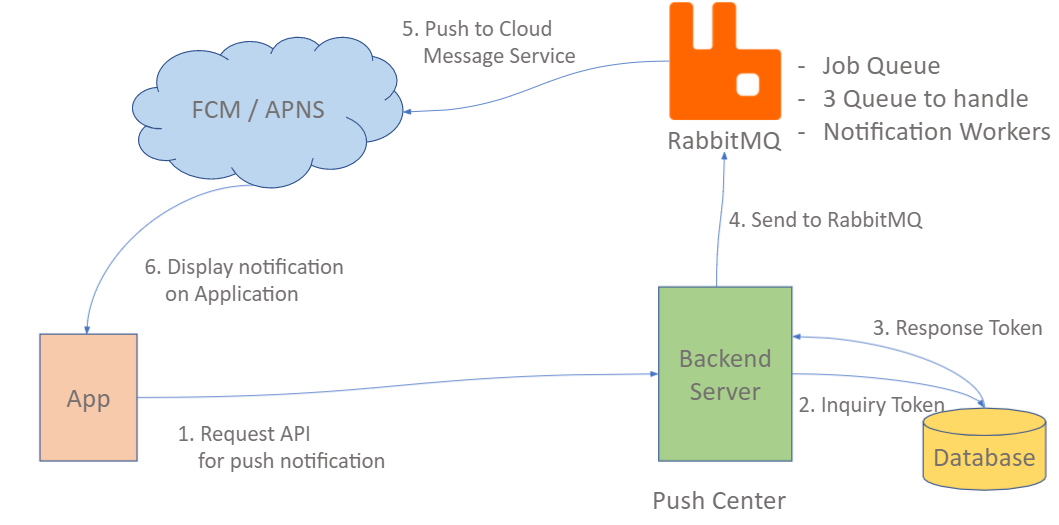 5. Push to Cloud
Message Service
FCM / APNS
- Job Queue
- 3 Queue to handle
- Notification Workers
RabbitMQ
4. Send to RabbitMQ
6. Display notification
on Application
3. Response Token
App
Backend
Server
2. Inquiry Token
1. Request API
for push notification
Database
Push Center